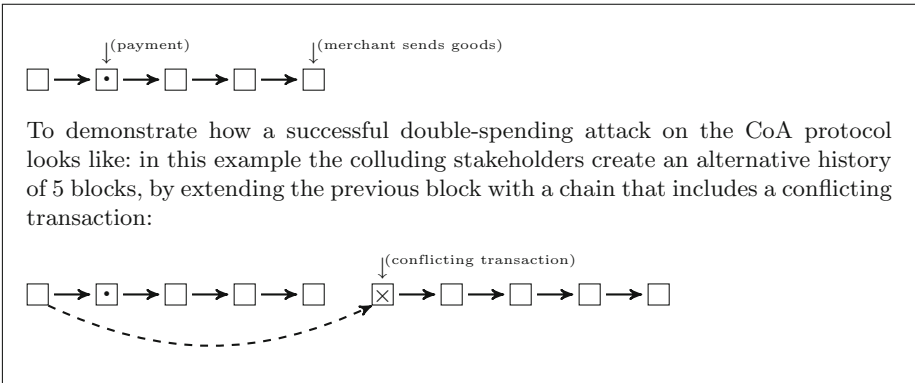 (payment) (merchant sends goods)
To demonstrate how a successful double-spending attack on the CoA protocol
looks like: in this example the colluding stakeholders create an alternative history
of 5 blocks, by extending the previous block with a chain that includes a conflicting
transaction:
(conflicting transaction)